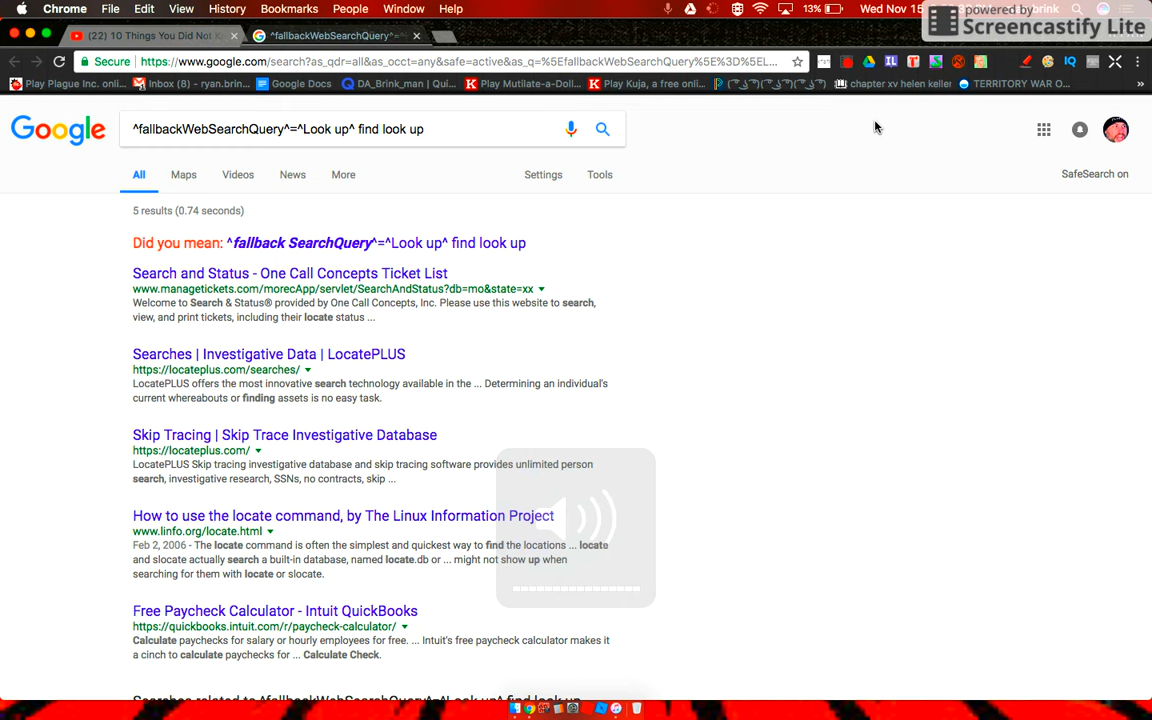 Chrome File Edit View History Bookmarks People Window Help 13% Wed Nov 15 brink
powered by
Screencastify Lite
(22) 10 Things You Did Not K ^fallbackWebSearchQuery^=^
Secure https://www.google.com/search?as_qdr=all&as_occt=any&safe=active&as_q=%5EfallbackWebSearchQuery%5E%3D%5EL...
Play Plague Inc. onli... Inbox (8) - ryan.brin... Google Docs DA_Brink_man | Qui... Play Mutilate-a-Doll... Play Kuja, a free onl... chapter xv helen keller TERRITORY WAR O... »
Google ^fallbackWebSearchQuery^=^Look up^ find look up
All Maps Videos News More Settings Tools SafeSearch on
5 results (0.74 seconds)
Did you mean: ^fallback SearchQuery^=^Look up^ find look up
Search and Status - One Call Concepts Ticket List
www.managetickets.com/morecApp/servlet/SearchAndStatus?db=mo&state=xx
Welcome to Search & Status® provided by One Call Concepts, Inc. Please use this website to search,
view, and print tickets, including their locate status ...
Searches | Investigative Data | LocatePLUS
https://locateplus.com/searches/
LocatePLUS offers the most innovative search technology available in the ... Determining an individual's
current whereabouts or finding assets is no easy task.
Skip Tracing | Skip Trace Investigative Database
https://locateplus.com/
LocatePLUS Skip tracing investigative database and skip tracing software provides unlimited person
search, investigative research, SSNs, no contracts, skip ...
How to use the locate command, by The Linux Information Project
www.linfo.org/locate.html
Feb 2, 2006 - The locate command is often the simplest and quickest way to find the locations ... locate
and slocate actually search a built-in database, named locate.db or ... might not show up when
searching for them with locate or slocate.
Free Paycheck Calculator - Intuit QuickBooks
https://quickbooks.intuit.com/r/paycheck-calculator/
Calculate paychecks for salary or hourly employees for free. ... Intuit's free paycheck calculator makes it
a cinch to calculate paychecks for ... Calculate Check.
Searches related to ^fallbackWebSearchQuery^=^Look up^ find look up